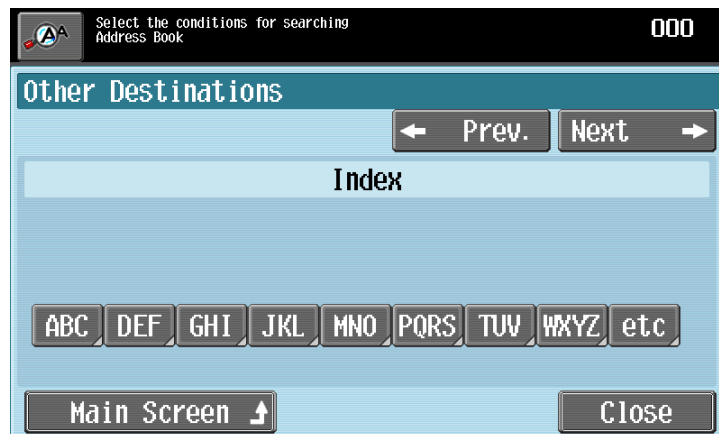 AA
Select the conditions for searching
Address Book
000
Other Destinations
← Prev. Next →
Index
ABC DEF GHI JKL MNO PQRS TUV WXYZ etc
Main Screen Close